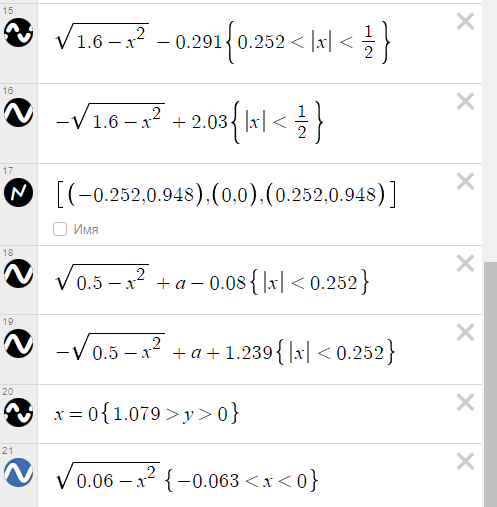 15
√(1.6 − x²) − 0.291{0.252 < |x| < 1/2}
16
−√(1.6 − x²) + 2.03{|x| < 1/2}
17
[(−0.252,0.948),(0,0),(0.252,0.948)]
Имя
18
√(0.5 − x²) + a − 0.08{|x| < 0.252}
19
−√(0.5 − x²) + a + 1.239{|x| < 0.252}
20
x = 0{1.079 > y > 0}
21
√(0.06 − x²) {−0.063 < x < 0}